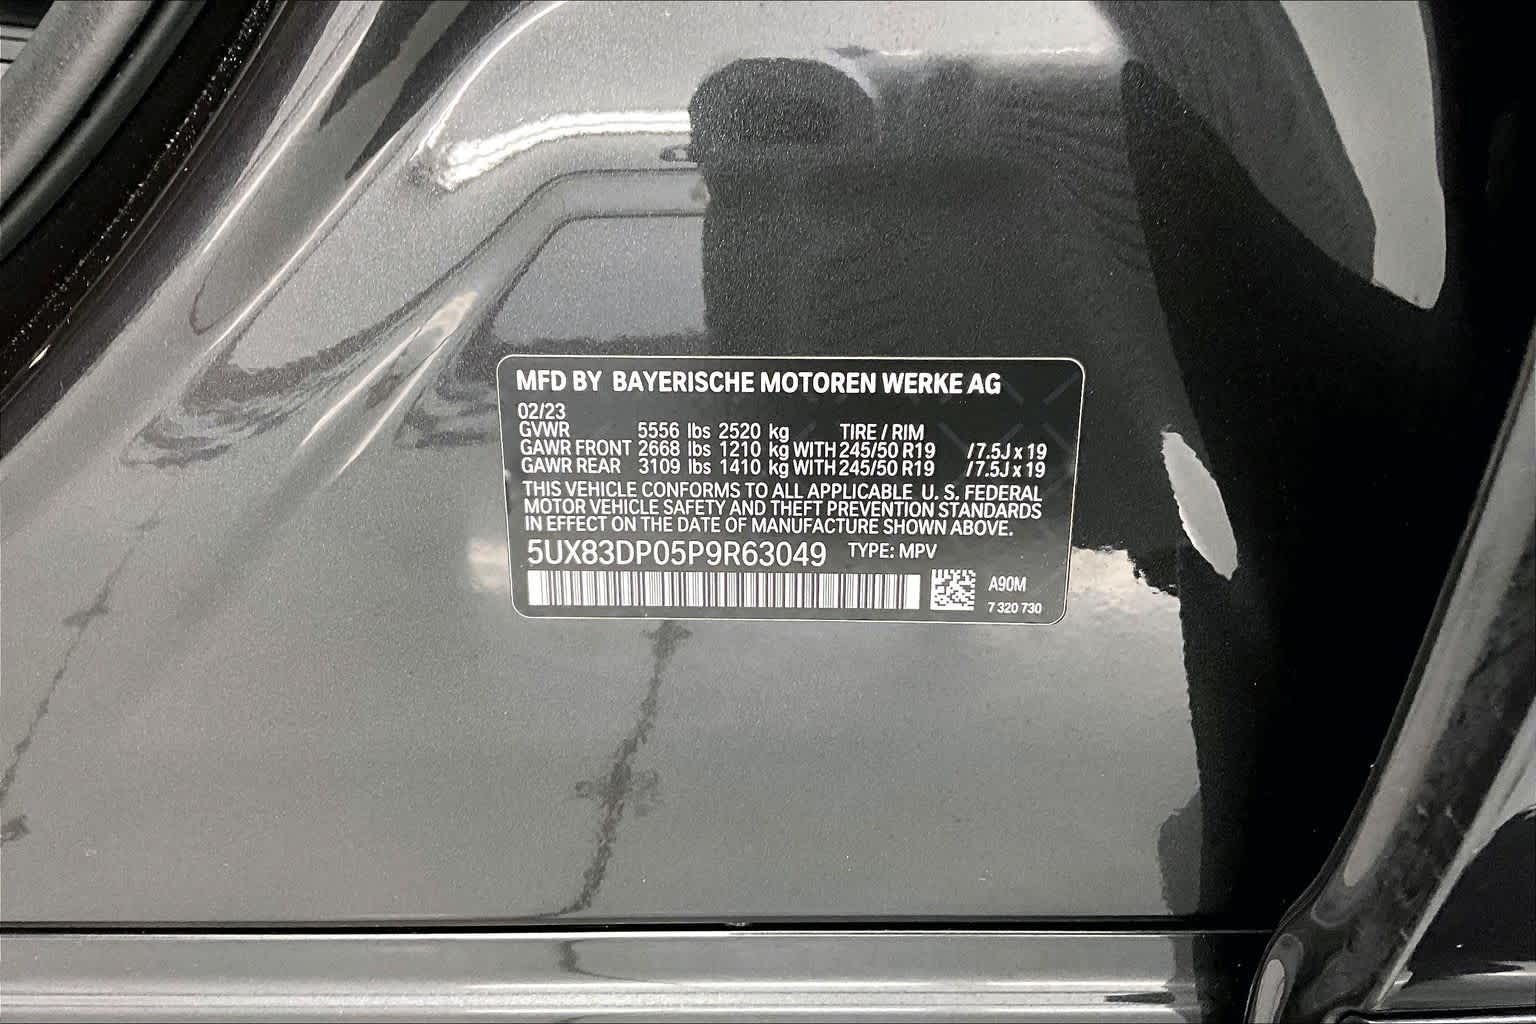 MFD BY BAYERISCHE MOTOREN WERKE AG
02/23
GVWR 5556 lbs 2520 kg TIRE / RIM
GAWR FRONT 2668 lbs 1210 kg WITH 245/50 R19 /7.5J x 19
GAWR REAR 3109 lbs 1410 kg WITH 245/50 R19 /7.5J x 19
THIS VEHICLE CONFORMS TO ALL APPLICABLE U. S. FEDERAL
MOTOR VEHICLE SAFETY AND THEFT PREVENTION STANDARDS
IN EFFECT ON THE DATE OF MANUFACTURE SHOWN ABOVE.
5UX83DP05P9R63049 TYPE: MPV
A90M
7 320 730